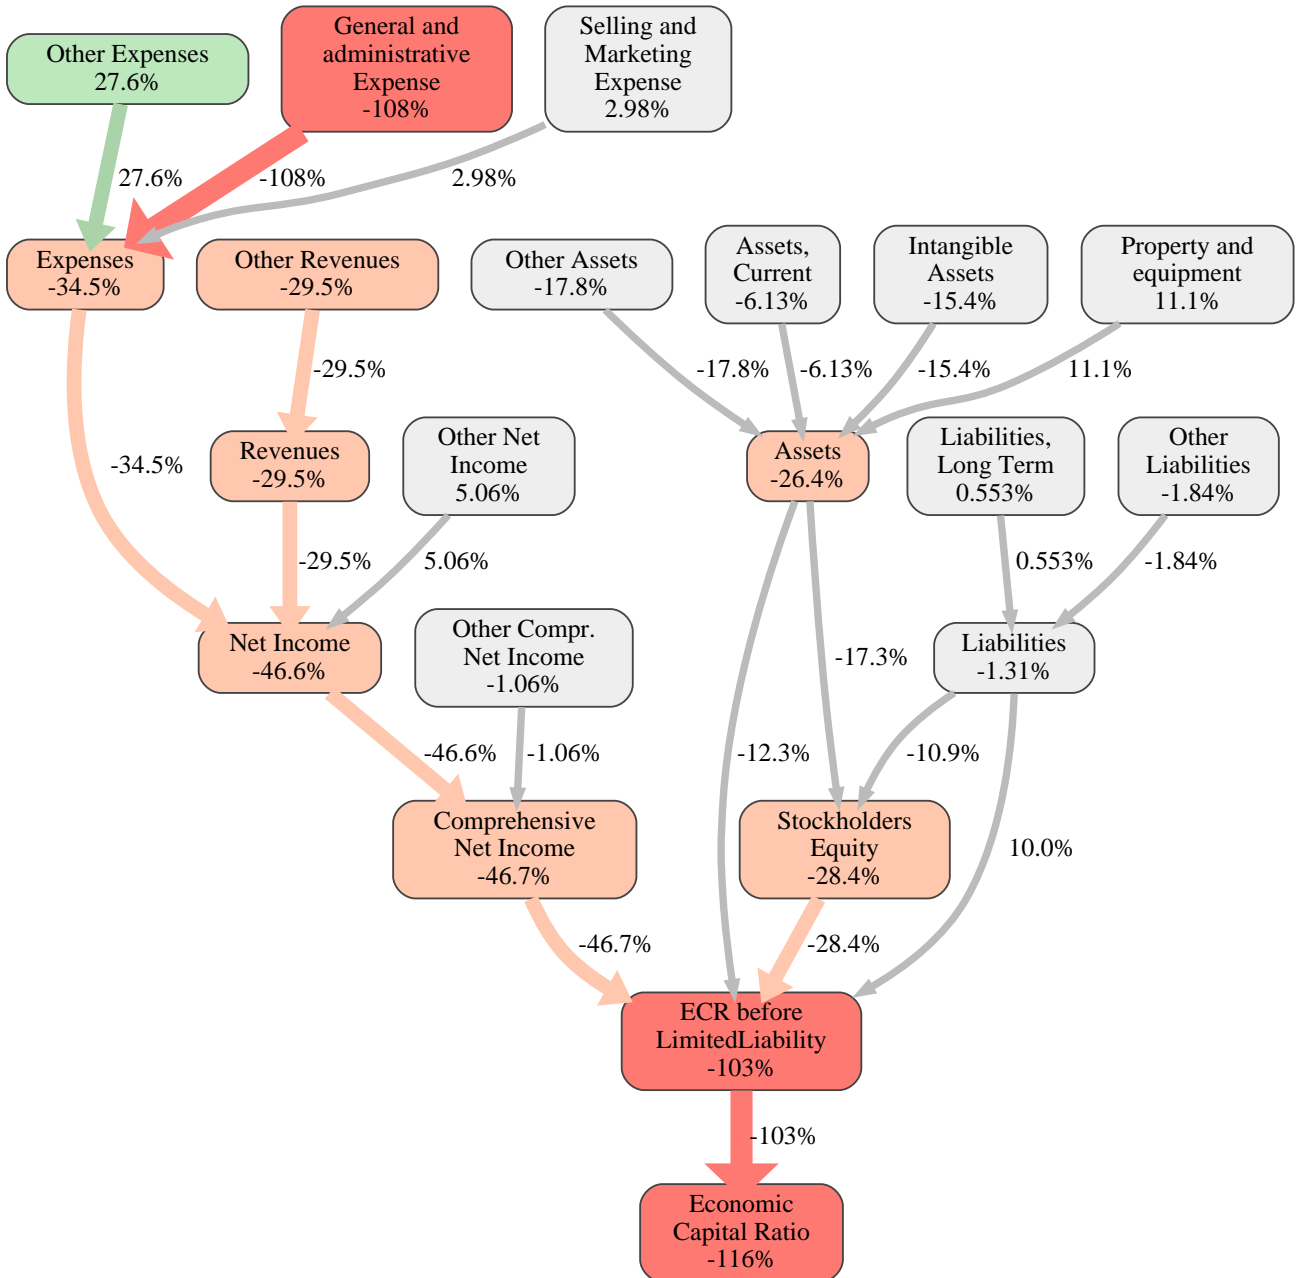 Other Expenses
27.6%
General and
administrative
Expense
-108%
Selling and
Marketing
Expense
2.98%
27.6%
-108%
2.98%
Expenses
-34.5%
Other Revenues
-29.5%
Other Assets
-17.8%
Assets,
Current
-6.13%
Intangible
Assets
-15.4%
Property and
equipment
11.1%
-29.5%
-17.8%
-6.13%
-15.4%
11.1%
-34.5%
Revenues
-29.5%
Other Net
Income
5.06%
Assets
-26.4%
Liabilities,
Long Term
0.553%
Other
Liabilities
-1.84%
-29.5%
5.06%
0.553%
-1.84%
Net Income
-46.6%
Other Compr.
Net Income
-1.06%
-17.3%
Liabilities
-1.31%
-46.6%
-1.06%
-12.3%
-10.9%
Comprehensive
Net Income
-46.7%
Stockholders
Equity
-28.4%
10.0%
-46.7%
-28.4%
ECR before
LimitedLiability
-103%
-103%
Economic
Capital Ratio
-116%